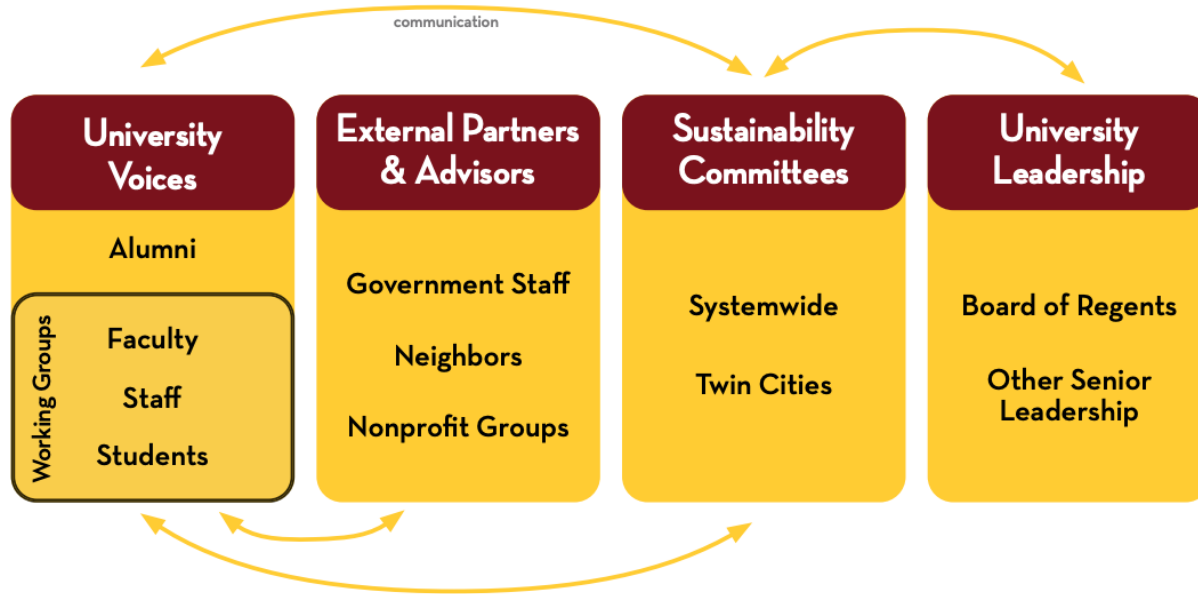 communication
University
Voices
Alumni
Working Groups
Faculty
Staff
Students
External Partners
& Advisors
Government Staff
Neighbors
Nonprofit Groups
Sustainability
Committees
Systemwide
Twin Cities
University
Leadership
Board of Regents
Other Senior
Leadership